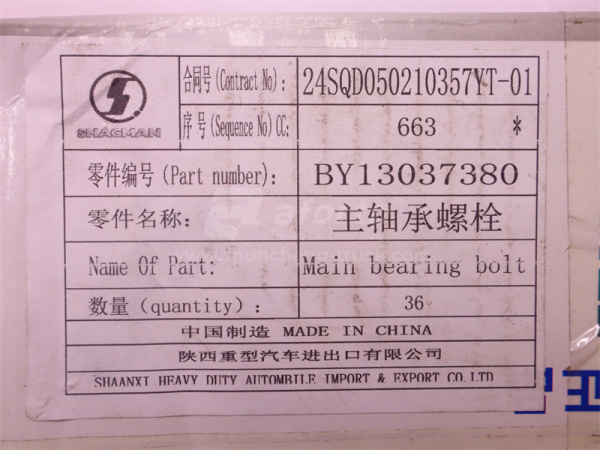 合同号(Contract No): 24SQD050210357YT-01
SHACMAN
序号(Sequence No)CC: 663 *
零件编号(Part number): BY13037380
零件名称: 主轴承螺栓
Name Of Part: Main bearing bolt
数量(quantity): 36
中国制造 MADE IN CHINA
陕西重型汽车进出口有限公司
SHAANXI HEAVY DUTY AUTOMBILE IMPORT & EXPORT CO.LTD